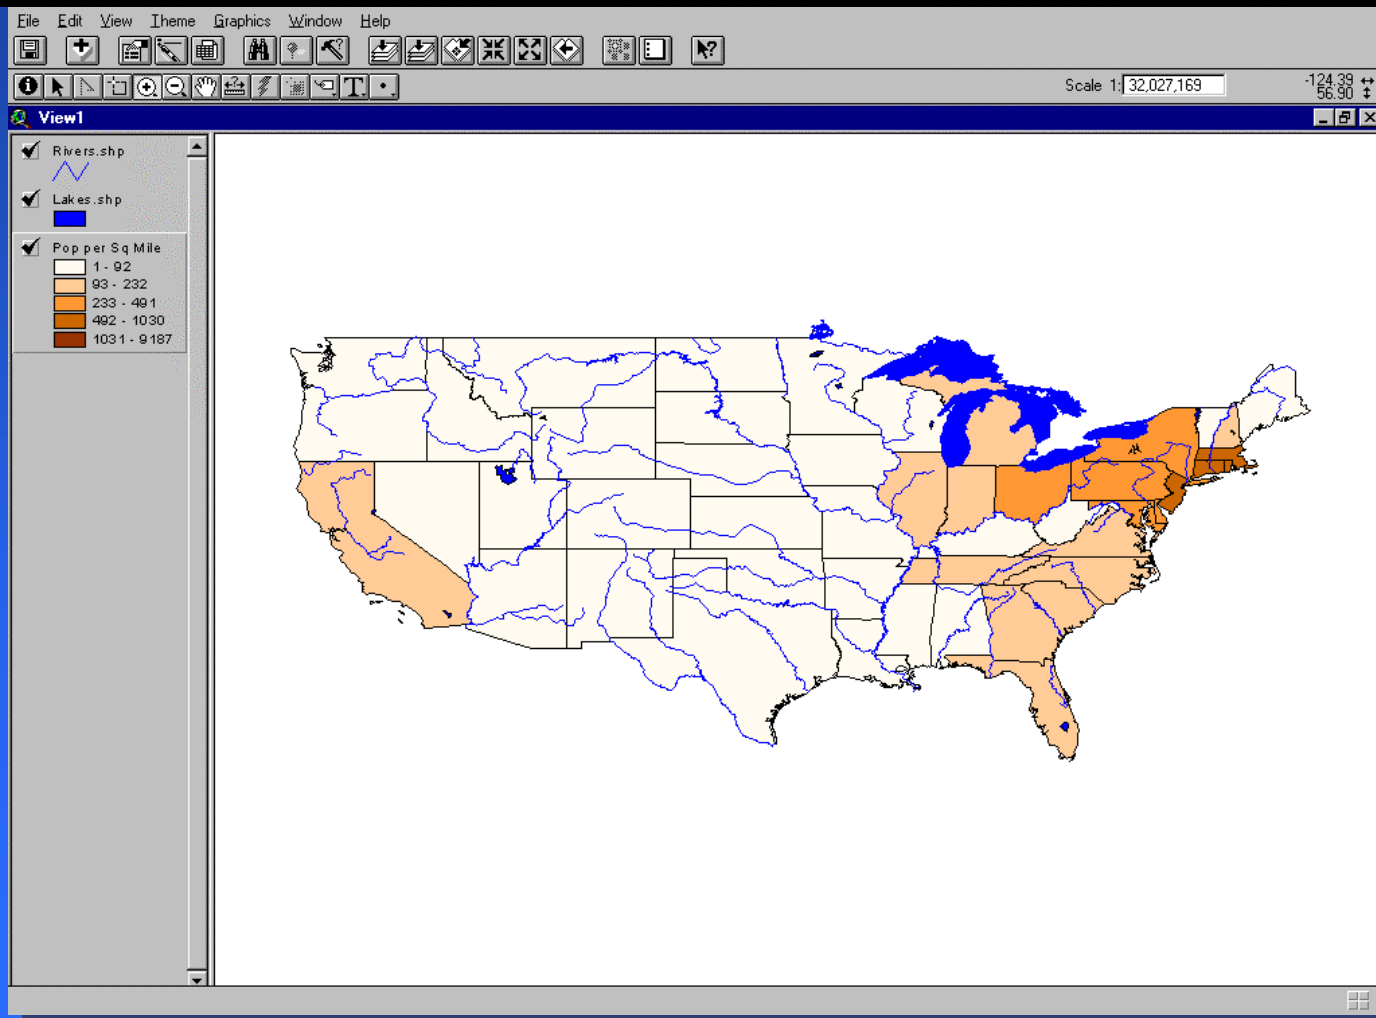 File Edit View Theme Graphics Window Help
Scale 1: 32,027,169
-124.39
56.90
View1
Rivers.shp
Lakes.shp
Pop per Sq Mile
1 - 92
93 - 232
233 - 491
492 - 1030
1031 - 9187